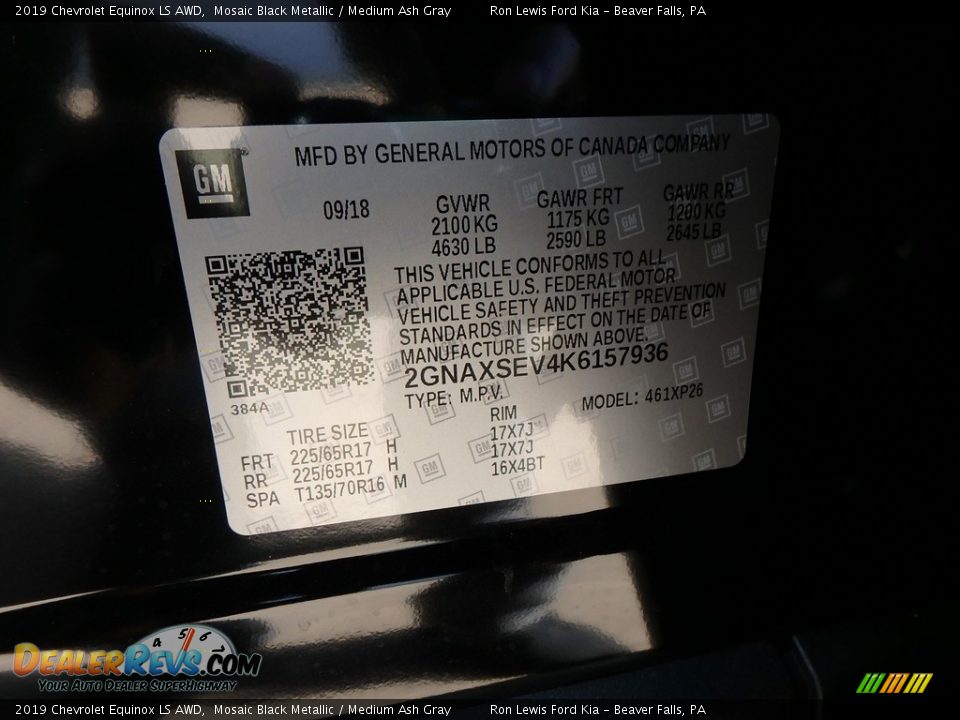 2019 Chevrolet Equinox LS AWD, Mosaic Black Metallic / Medium Ash Gray Ron Lewis Ford Kia - Beaver Falls, PA
GM
MFD BY GENERAL MOTORS OF CANADA COMPANY
09/18
GVWR GAWR FRT GAWR RR
2100 KG 1175 KG 1200 KG
4630 LB 2590 LB 2645 LB
THIS VEHICLE CONFORMS TO ALL
APPLICABLE U.S. FEDERAL MOTOR
VEHICLE SAFETY AND THEFT PREVENTION
STANDARDS IN EFFECT ON THE DATE OF
MANUFACTURE SHOWN ABOVE.
2GNAXSEV4K6157936
TYPE: M.P.V. MODEL: 461XP26
384A
TIRE SIZE RIM
FRT 225/65R17 H 17X7J
RR 225/65R17 H 17X7J
SPA T135/70R16 M 16X4BT
4 5 6
DealerRevs.com
Your Auto Dealer SuperHighway
2019 Chevrolet Equinox LS AWD, Mosaic Black Metallic / Medium Ash Gray Ron Lewis Ford Kia - Beaver Falls, PA